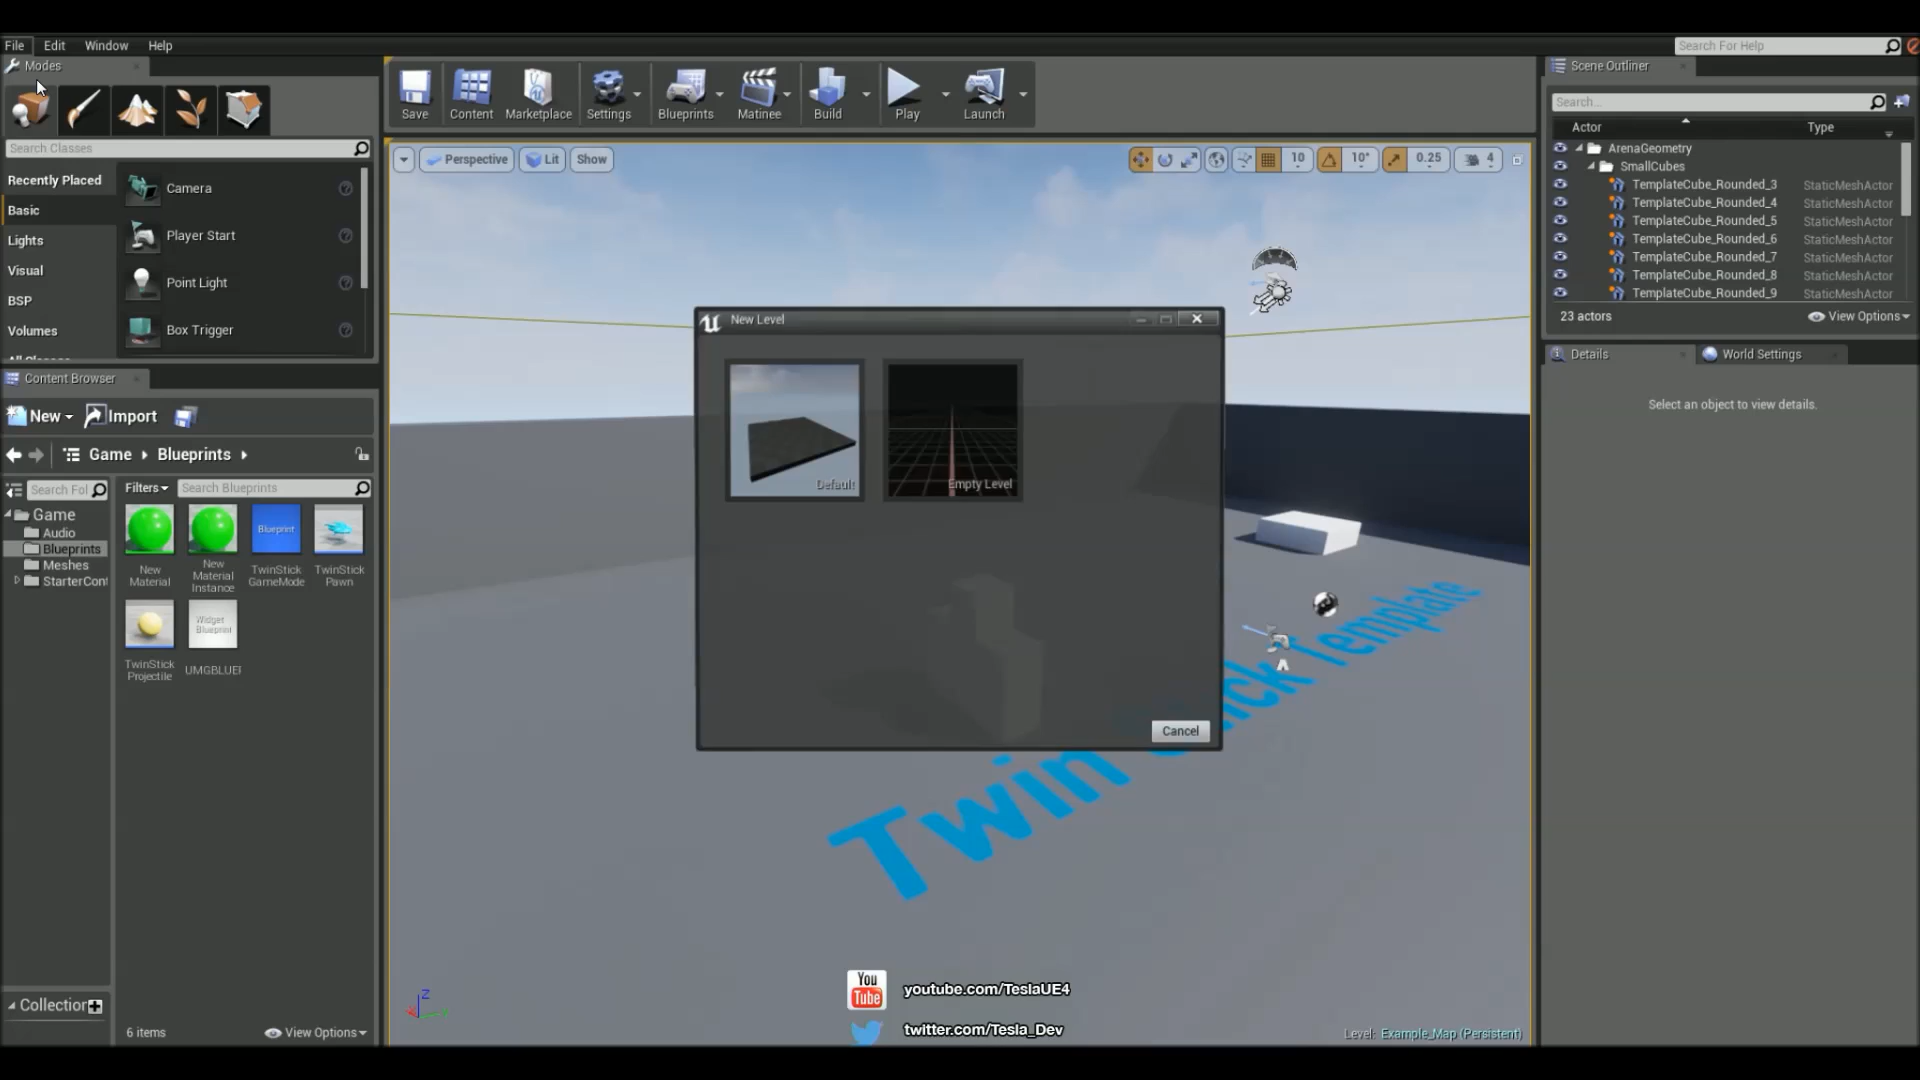 File Edit Window Help
Search For Help
Modes
Search Classes
Recently Placed
Basic
Lights
Visual
BSP
Volumes
All Classes
Camera
Player Start
Point Light
Box Trigger
Save Content Marketplace Settings Blueprints Matinee Build Play Launch
Perspective Lit Show
10 10° 0.25 4
Scene Outliner
Search...
Actor Type
ArenaGeometry
SmallCubes
TemplateCube_Rounded_3 StaticMeshActor
TemplateCube_Rounded_4 StaticMeshActor
TemplateCube_Rounded_5 StaticMeshActor
TemplateCube_Rounded_6 StaticMeshActor
TemplateCube_Rounded_7 StaticMeshActor
TemplateCube_Rounded_8 StaticMeshActor
TemplateCube_Rounded_9 StaticMeshActor
23 actors View Options
Details World Settings
Select an object to view details.
New Level
Default
Empty Level
Cancel
Content Browser
New Import
Game Blueprints
Search Fol
Filters Search Blueprints
Game
Audio
Blueprints
Meshes
StarterCont
New
Material
New
Material
Instance
Blueprint
TwinStick
GameMode
TwinStick
Pawn
TwinStick
Projectile
Widget
Blueprint
UMGBLUEF
Collection
6 items View Options
Twin Stick Template
Z
You
Tube
youtube.com/TeslaUE4
twitter.com/Tesla_Dev
Level: Example_Map (Persistent)